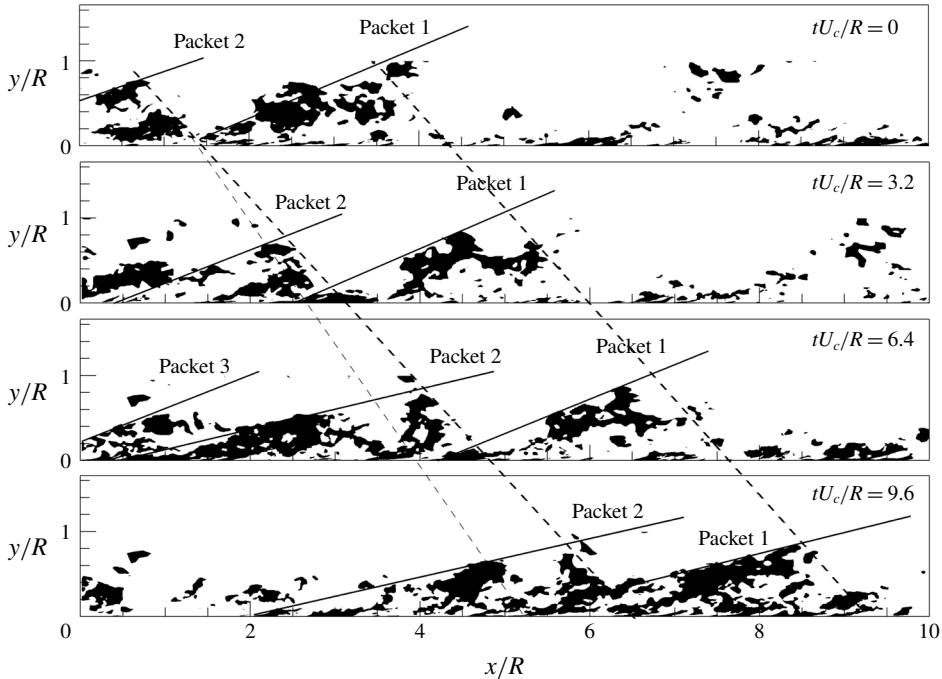 Packet 2
Packet 1
tU_c/R = 0
y/R
1
0
Packet 1
Packet 2
tU_c/R = 3.2
y/R
1
0
Packet 3
Packet 2
Packet 1
tU_c/R = 6.4
y/R
1
0
Packet 2
Packet 1
tU_c/R = 9.6
y/R
1
0 2 4 6 8 10
x/R